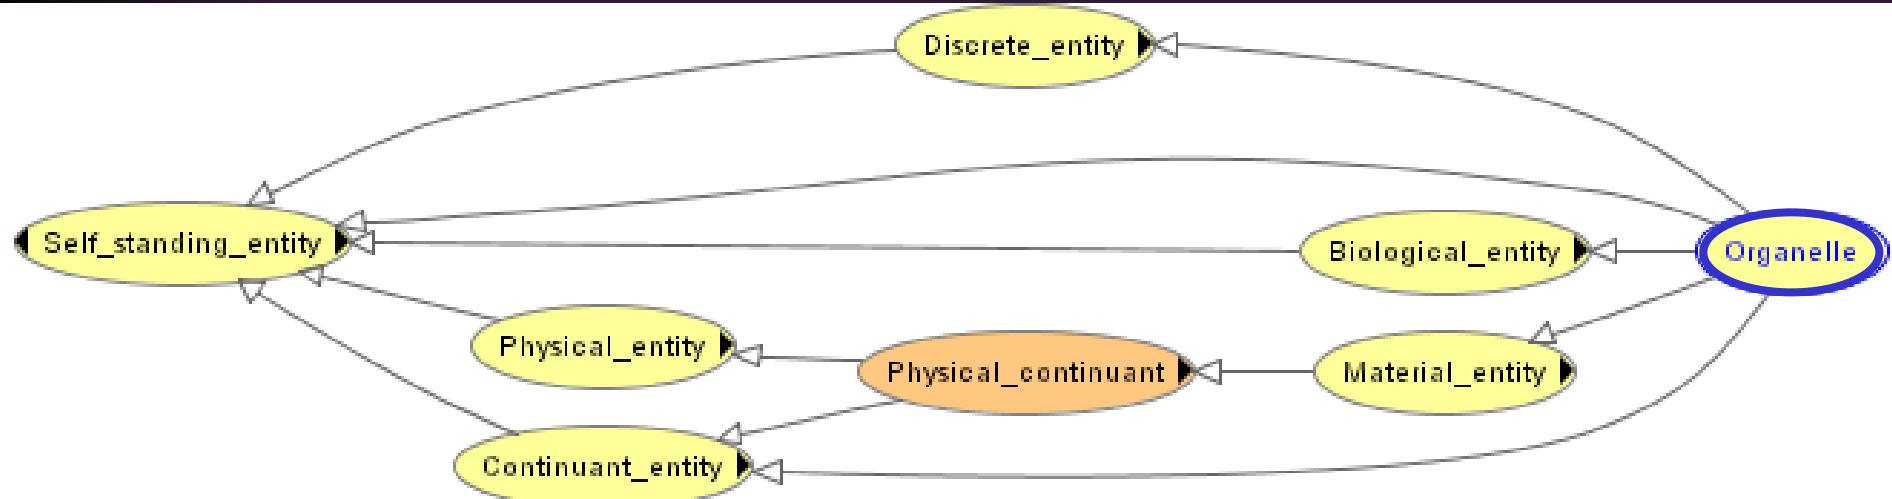 Discrete_entity
Self_standing_entity
Biological_entity
Organelle
Physical_entity
Physical_continuant
Material_entity
Continuant_entity